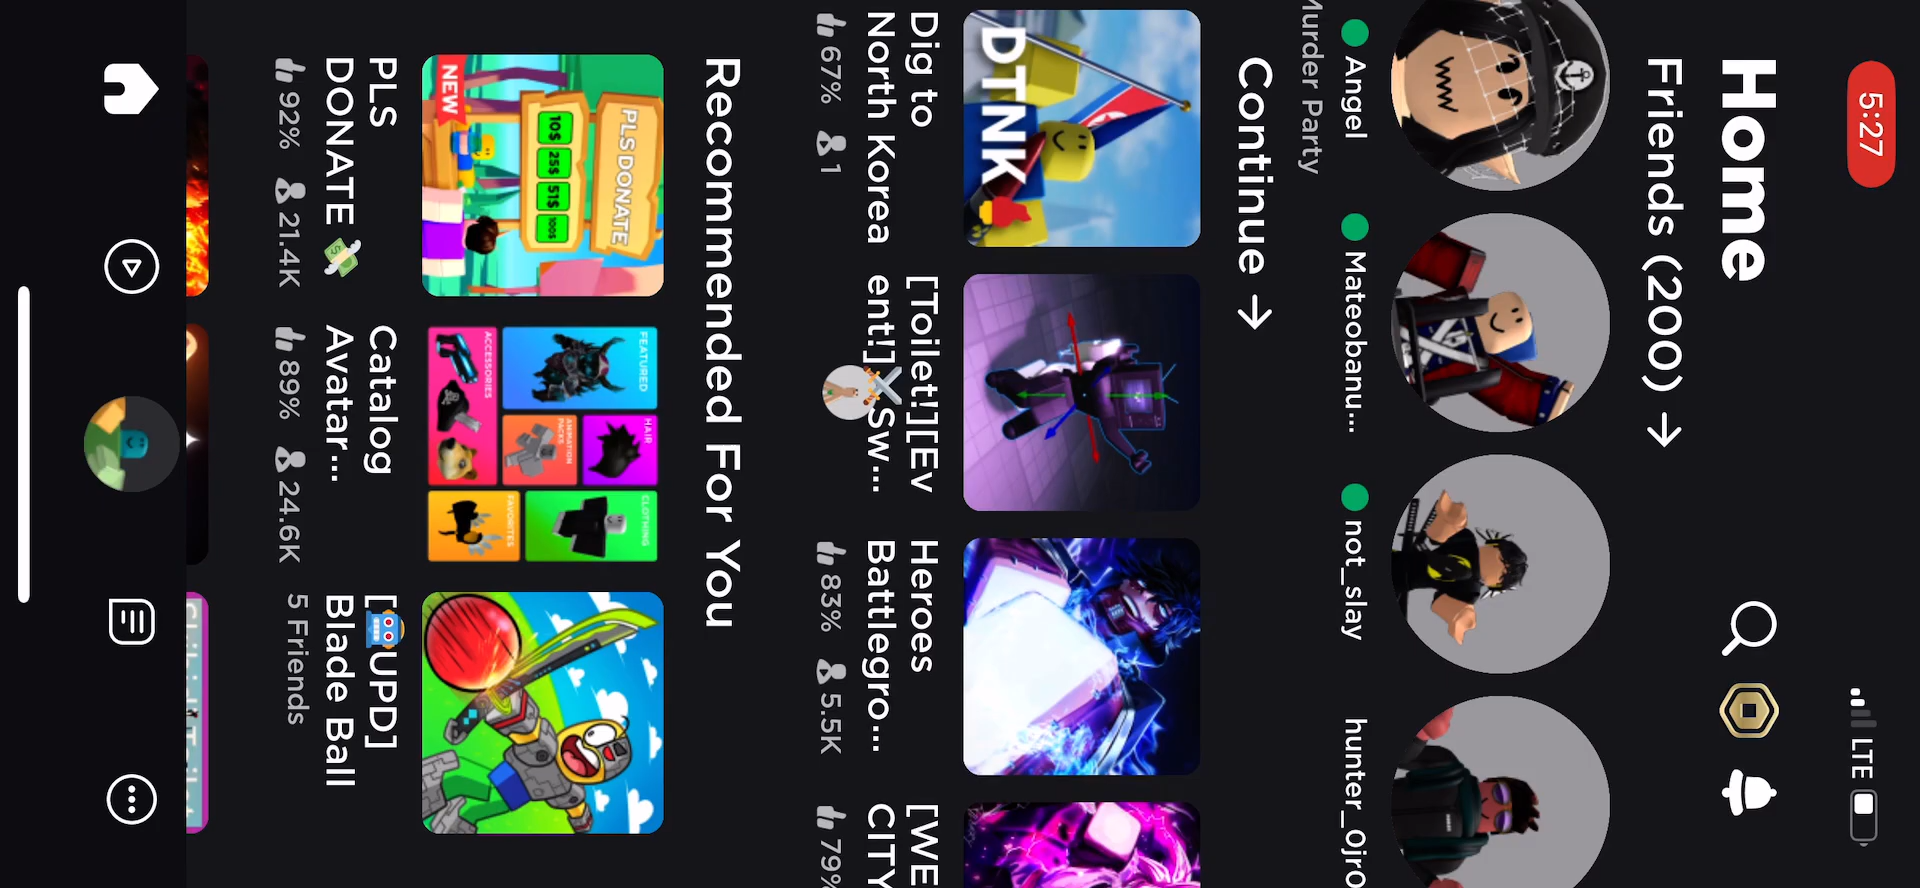 5:27
LTE
Home
Friends (200) →
Angel
Mateobanu...
not_slay
hunter_0jro
Murder Party
Continue →
DTNK
Dig to
North Korea
67% 1
[Toilet!][Ev
ent!]⚔️Sw...
Heroes
Battlegro...
83% 5.5K
[WE
CITY
79%
Recommended For You
PLS DONATE
10$ 25$ 51$ 100$
NEW
FEATURED
HAIR
CLOTHING
ACCESSORIES
ANIMATION
PACKS
FAVORITES
PLS
DONATE 💸
92% 21.4K
Catalog
Avatar...
89% 24.6K
[🤖UPD]
Blade Ball
5 Friends